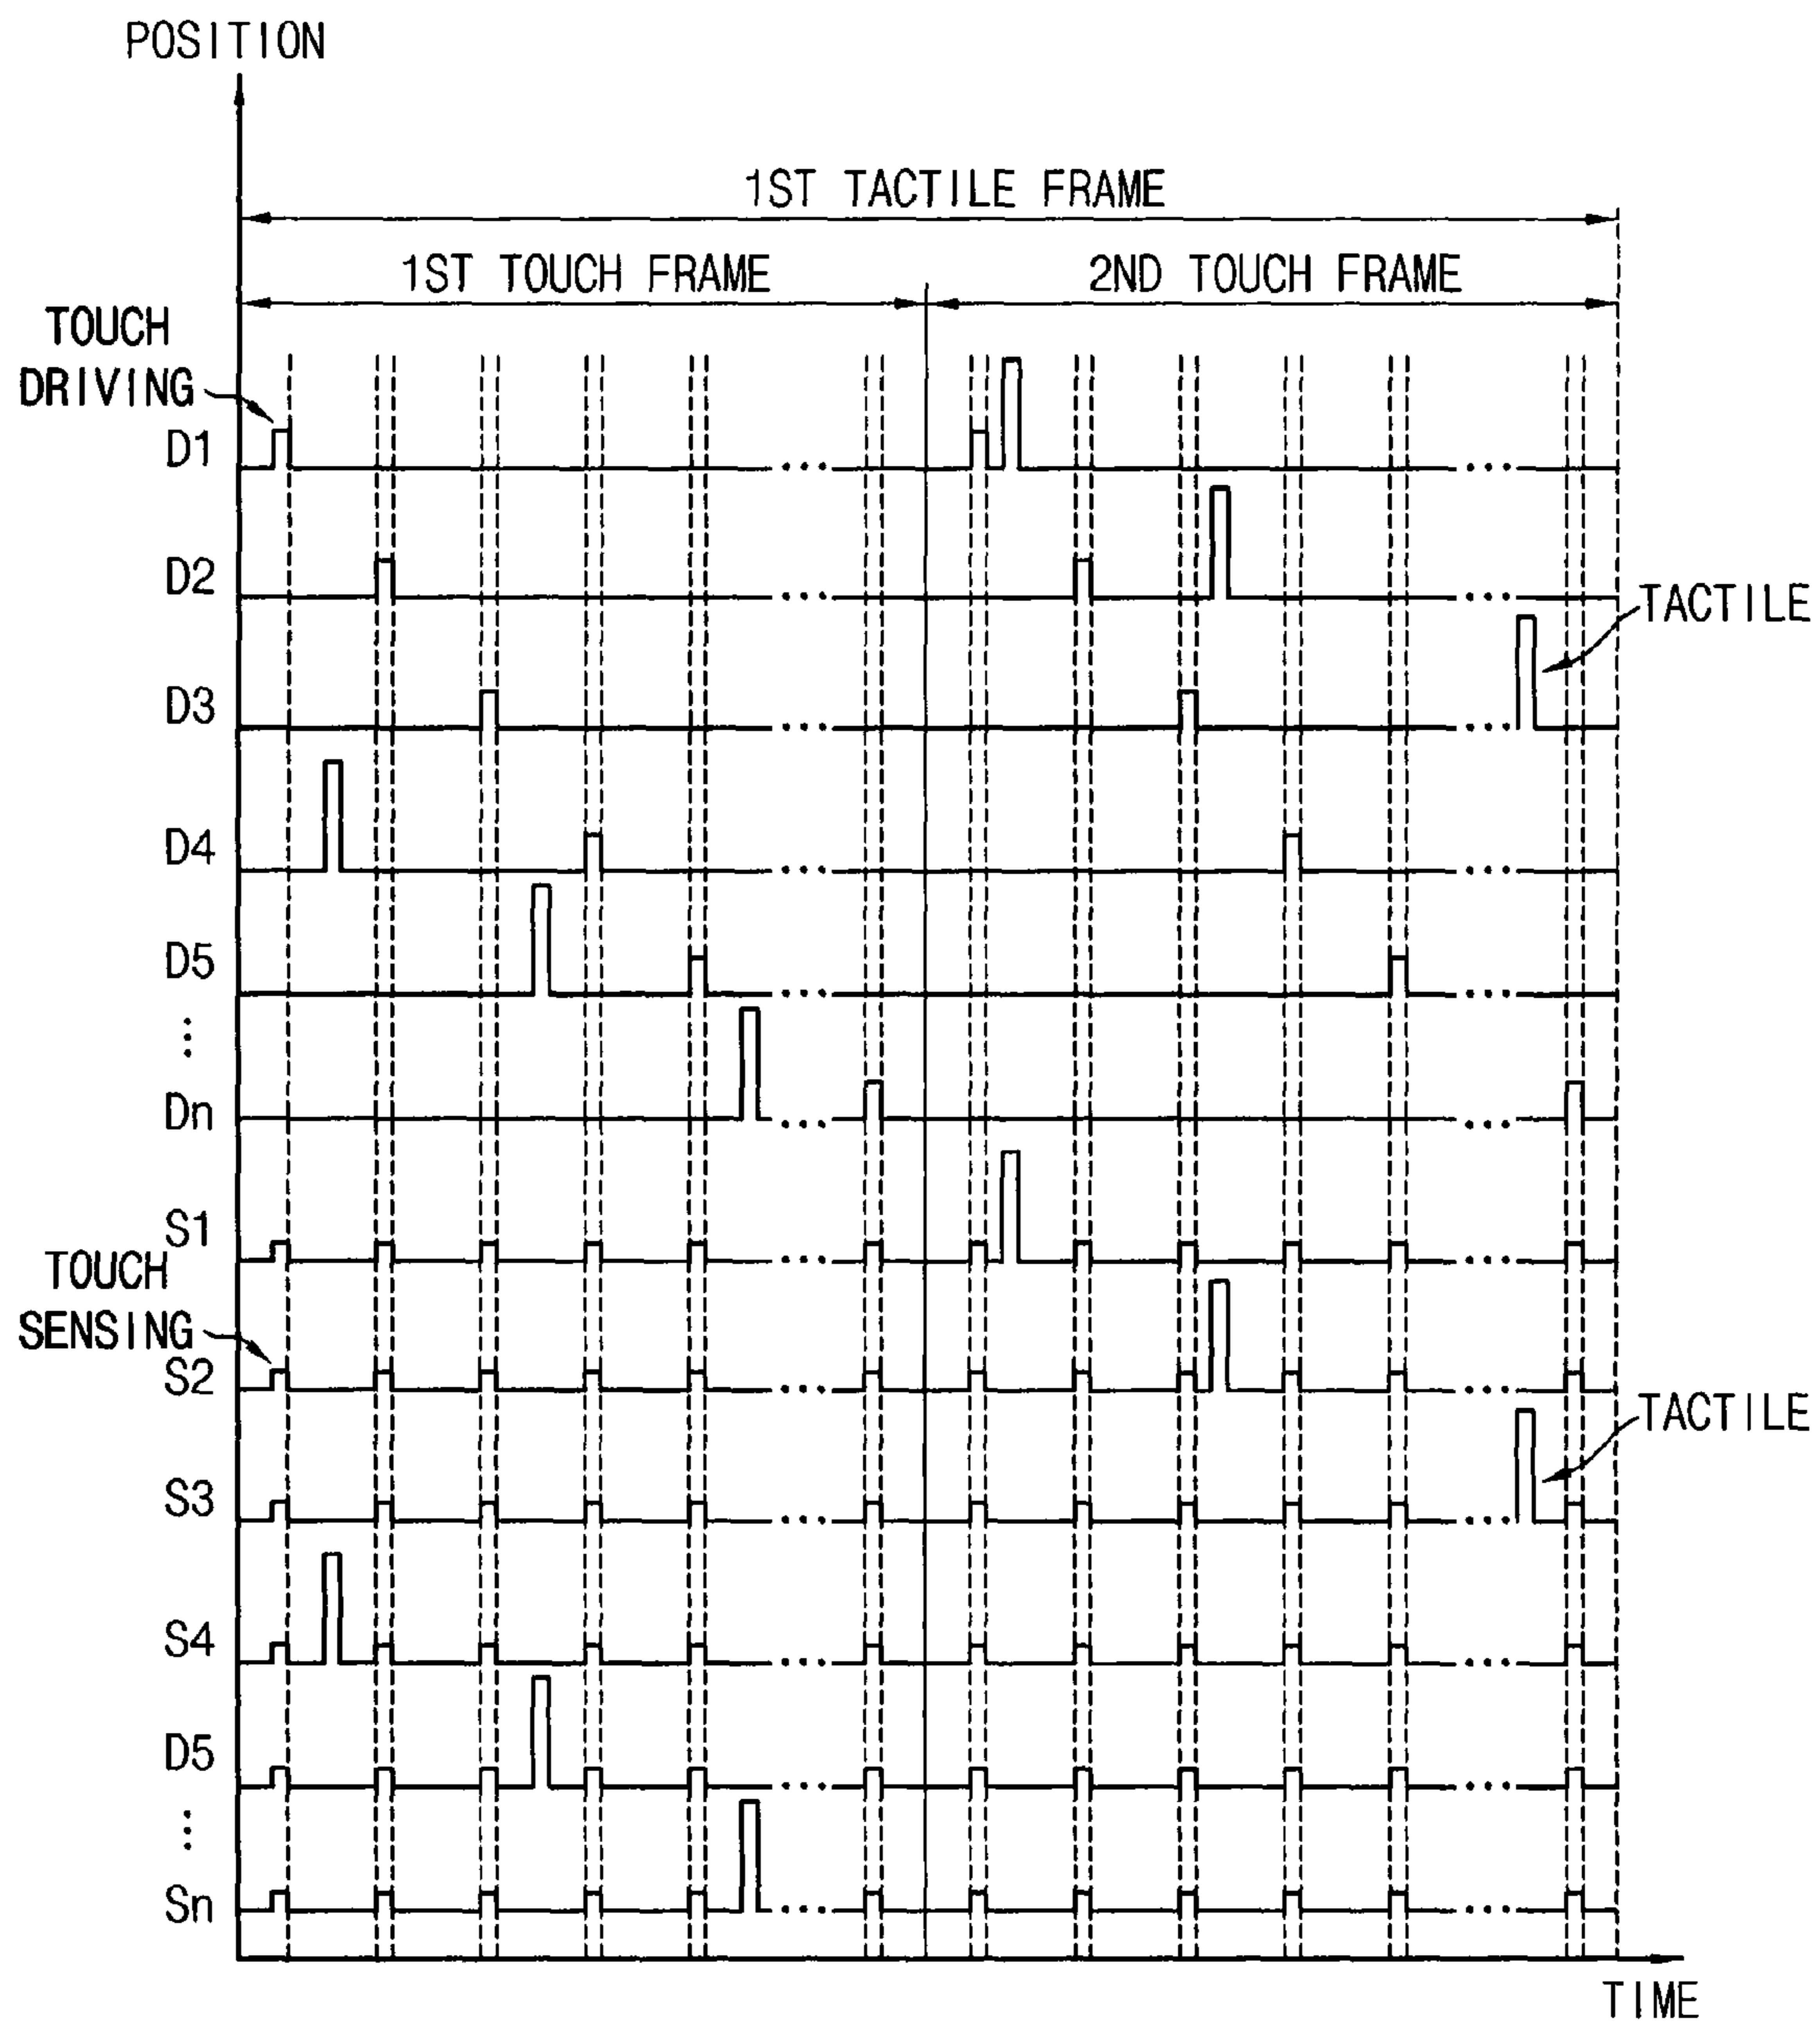 POSITION
1ST TACTILE FRAME
1ST TOUCH FRAME
2ND TOUCH FRAME
TOUCH
DRIVING
D1
D2
TACTILE
D3
D4
D5
Dn
S1
TOUCH
SENSING
S2
TACTILE
S3
S4
D5
Sn
TIME